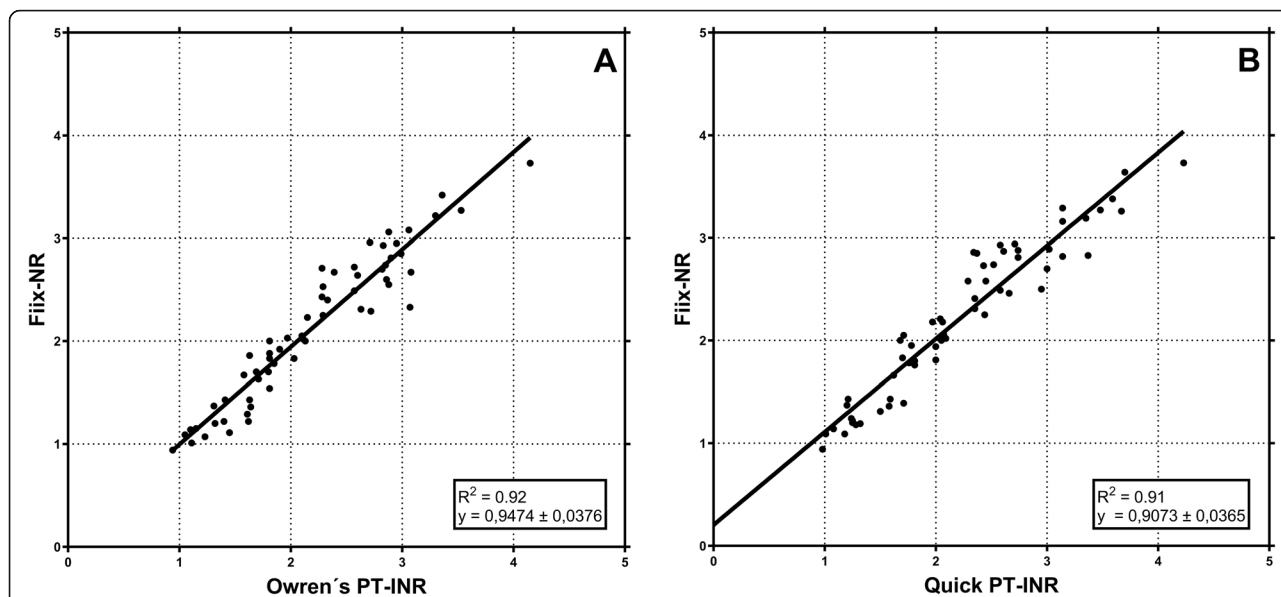 A
5
4
3
2
1
0
Fiix-NR
0 1 2 3 4 5
Owren´s PT-INR
R² = 0.92
y = 0,9474 ± 0,0376
B
5
4
3
2
1
0
Fiix-NR
0 1 2 3 4 5
Quick PT-INR
R² = 0.91
y = 0,9073 ± 0,0365